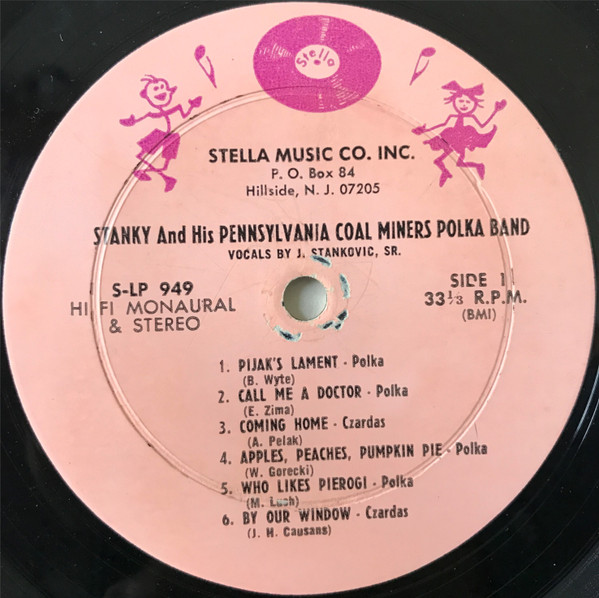 Stella
STELLA MUSIC CO. INC.
P. O. Box 84
Hillside, N. J. 07205
STANKY And His PENNSYLVANIA COAL MINERS POLKA BAND
VOCALS BY J. STANKOVIC, SR.
S-LP 949
HI FI MONAURAL
& STEREO
SIDE 1
33⅓ R.P.M.
(BMI)
1. PIJAK'S LAMENT - Polka
(B. Wyte)
2. CALL ME A DOCTOR - Polka
(E. Zima)
3. COMING HOME - Czardas
(A. Pelak)
4. APPLES, PEACHES, PUMPKIN PIE - Polka
(W. Gorecki)
5. WHO LIKES PIEROGI - Polka
(M. Lush)
6. BY OUR WINDOW - Czardas
(J. H. Causans)